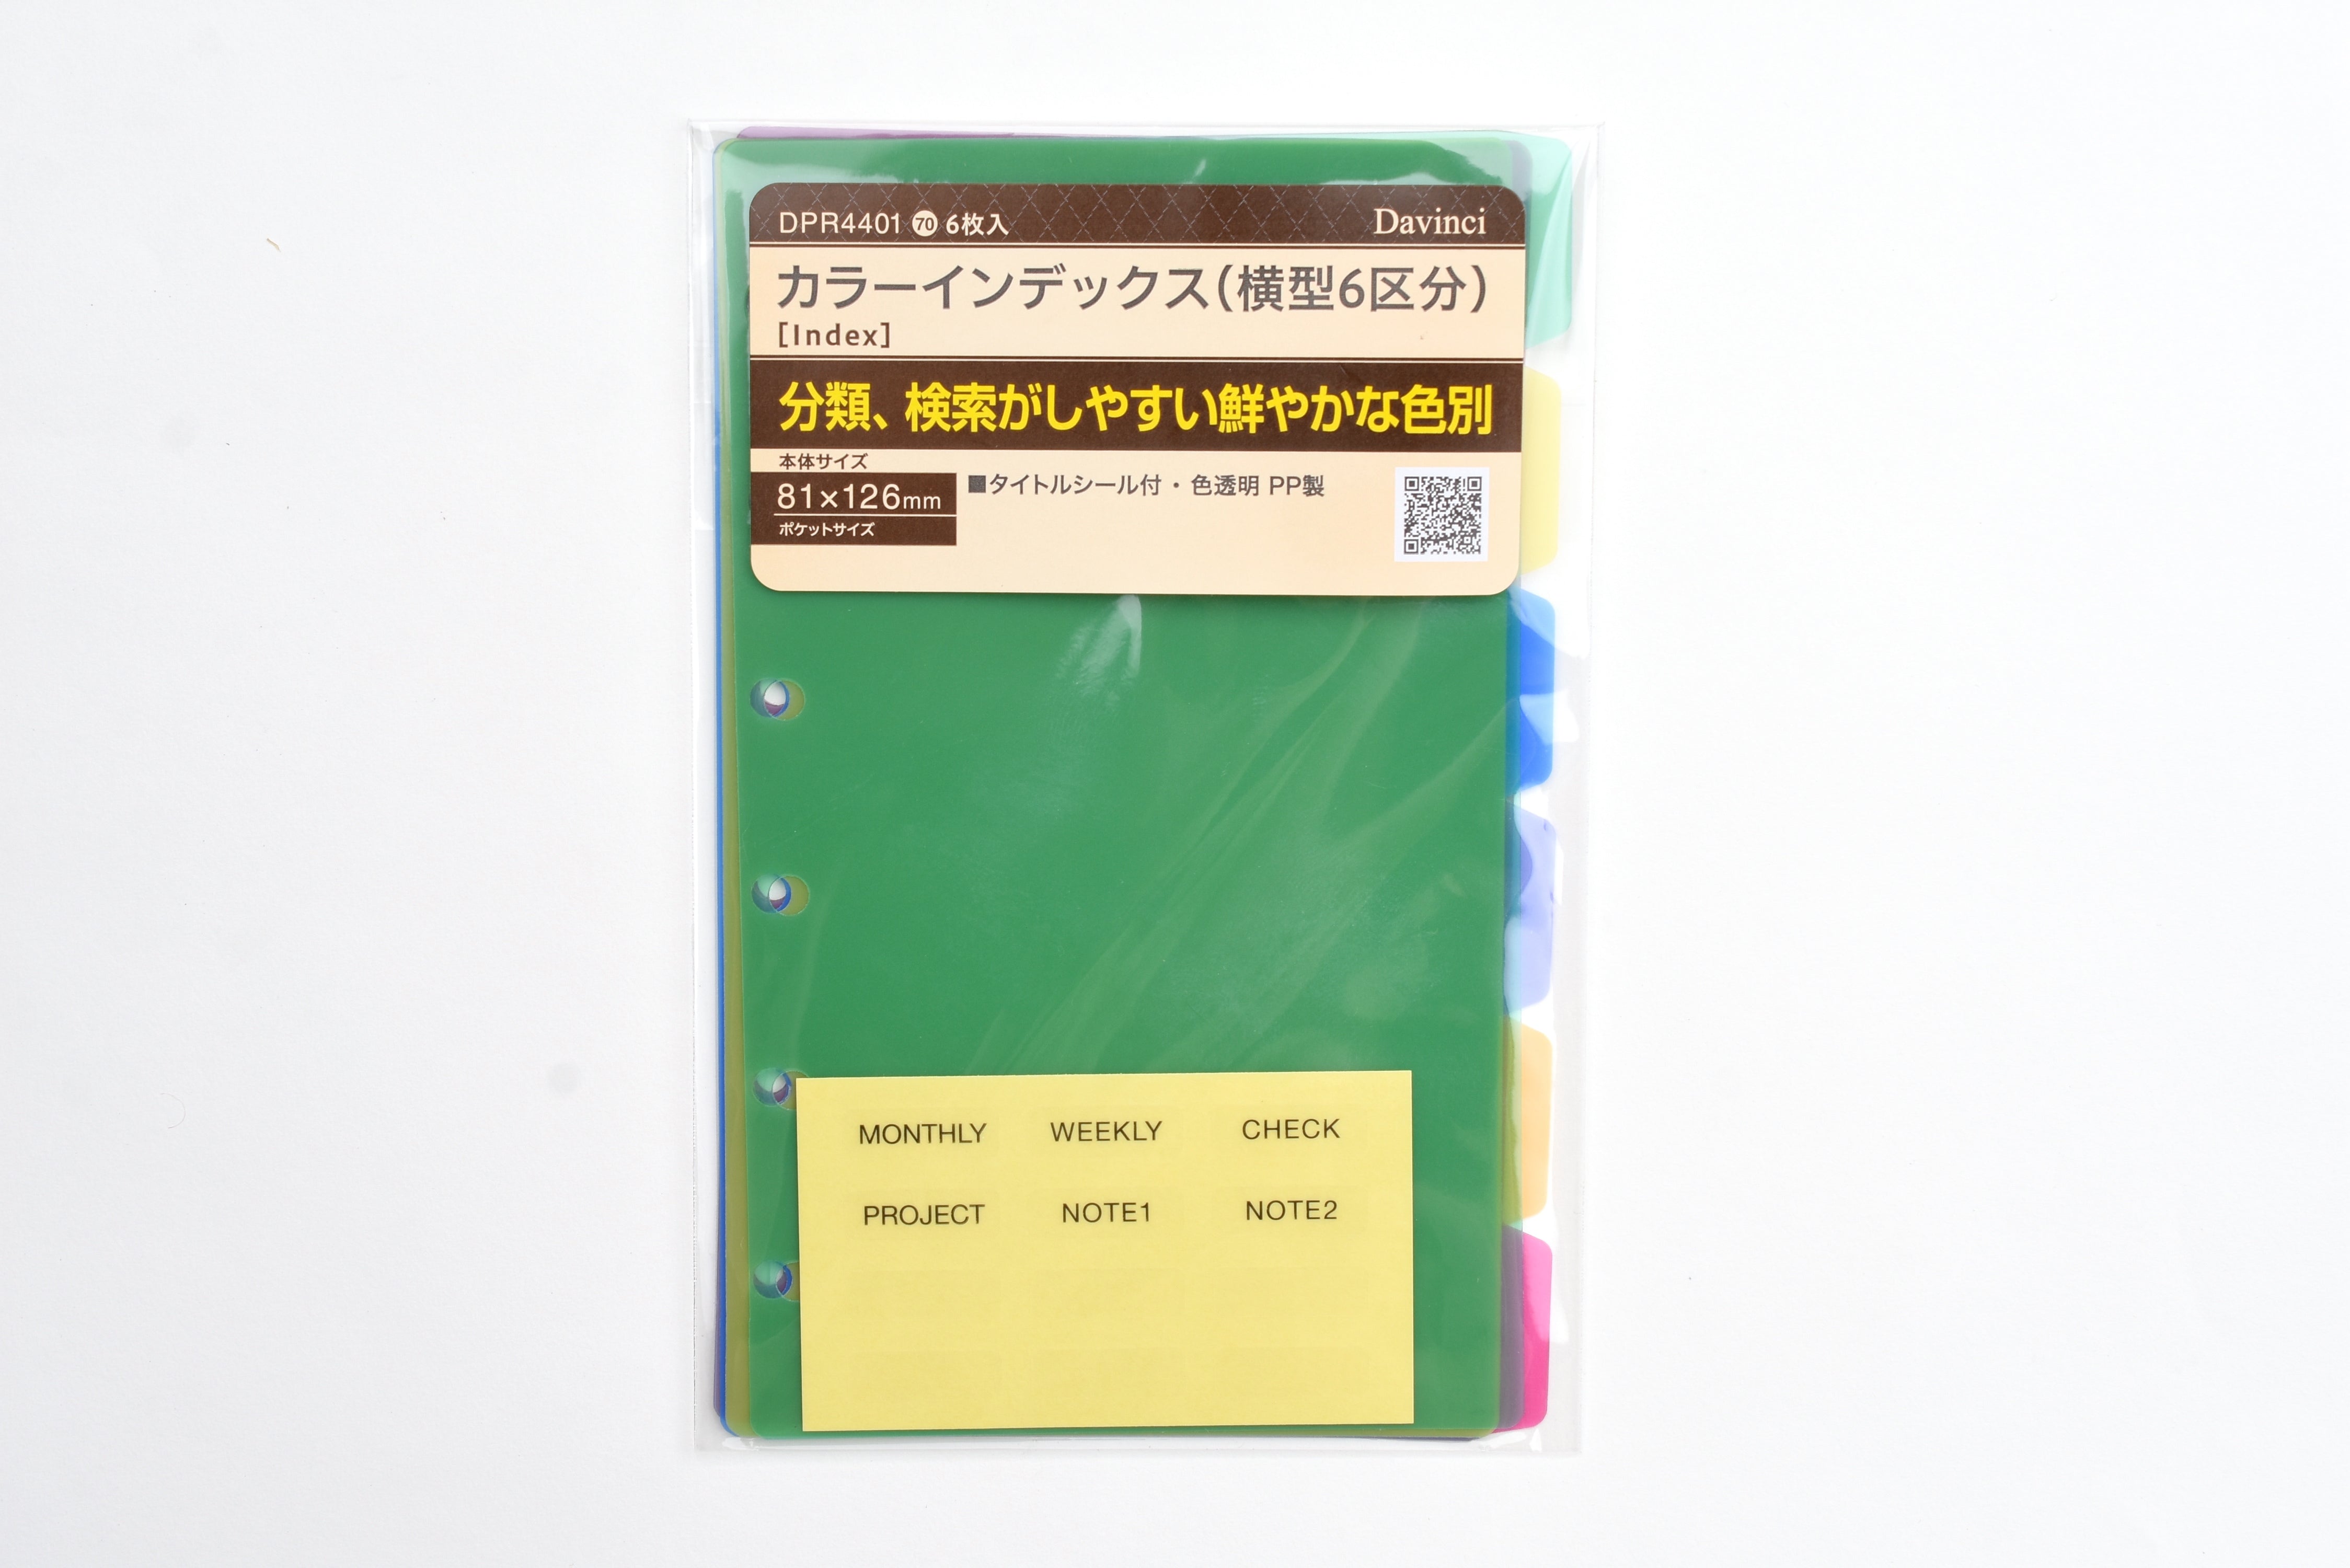 DPR4401 70 6枚入 Davinci
カラーインデックス(横型6区分)
[Index]
分類、検索がしやすい鮮やかな色別
本体サイズ
81×126mm
ポケットサイズ
■タイトルシール付・色透明 PP製
MONTHLY WEEKLY CHECK
PROJECT NOTE1 NOTE2